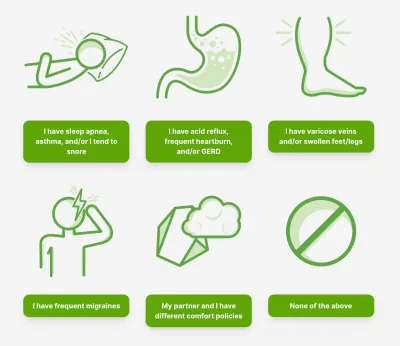 I have sleep apnea,
asthma, and/or I tend to
snore
I have acid reflux,
frequent heartburn,
and/or GERD
I have varicose veins
and/or swollen feet/legs
I have frequent migraines
My partner and I have
different comfort policies
None of the above